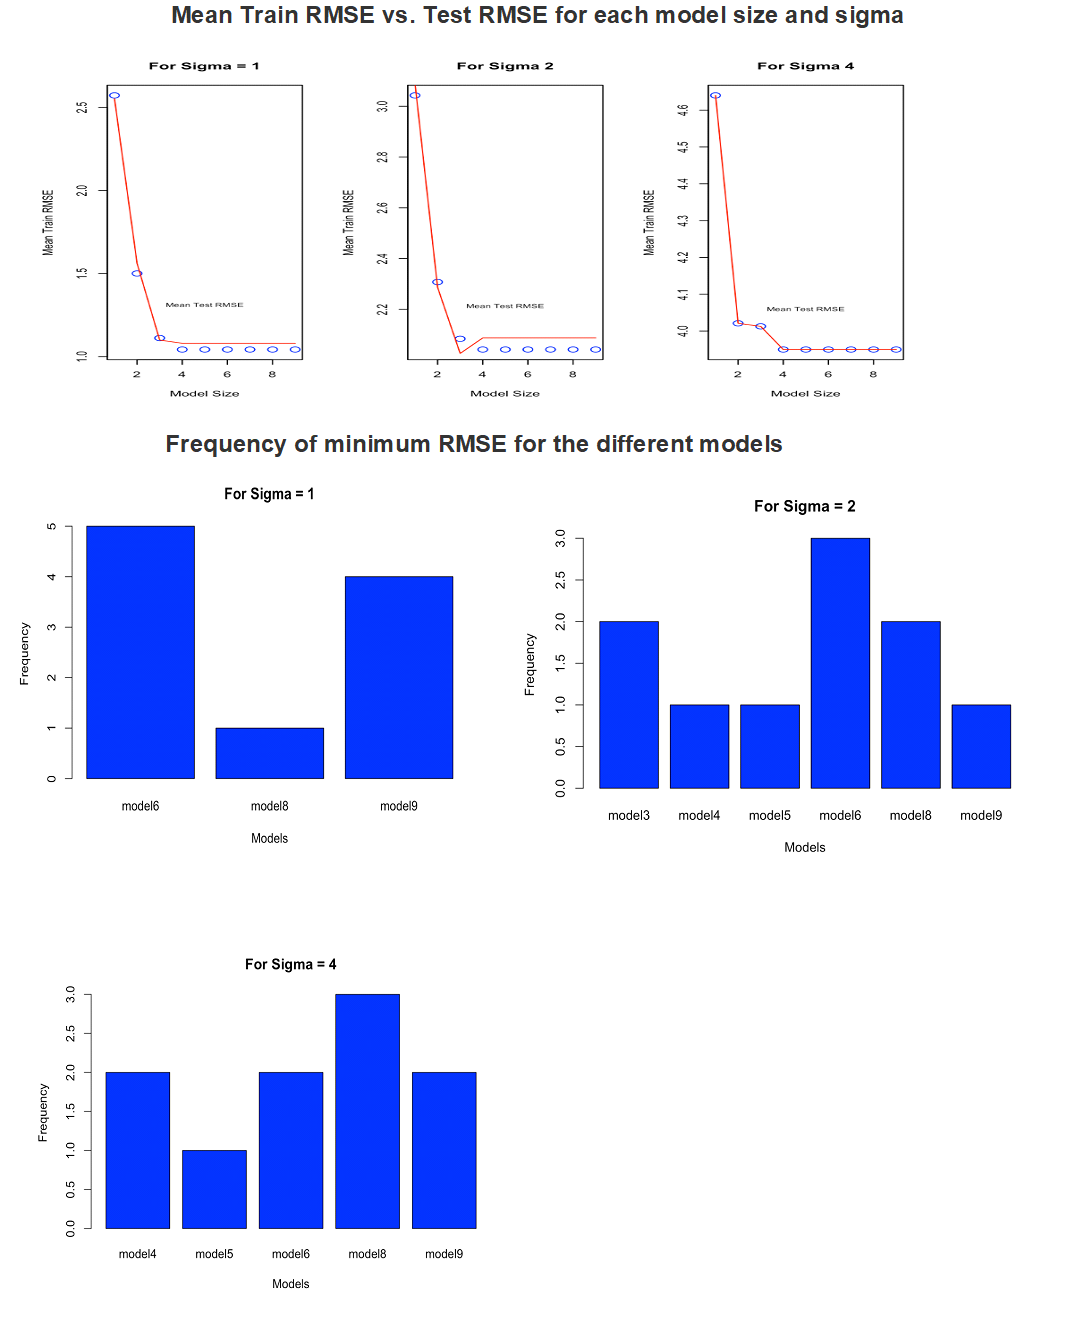 Mean Train RMSE vs. Test RMSE for each model size and sigma
For Sigma = 1
Mean Train RMSE
2.5
2.0
1.5
1.0
Mean Test RMSE
2 4 6 8
Model Size
For Sigma 2
Mean Train RMSE
3.0
2.8
2.6
2.4
2.2
Mean Test RMSE
2 4 6 8
Model Size
For Sigma 4
Mean Train RMSE
4.6
4.5
4.4
4.3
4.2
4.1
4.0
Mean Test RMSE
2 4 6 8
Model Size
Frequency of minimum RMSE for the different models
For Sigma = 1
Frequency
5
4
3
2
1
0
model6 model8 model9
Models
For Sigma = 2
Frequency
3.0
2.5
2.0
1.5
1.0
0.5
0.0
model3 model4 model5 model6 model8 model9
Models
For Sigma = 4
Frequency
3.0
2.5
2.0
1.5
1.0
0.5
0.0
model4 model5 model6 model8 model9
Models